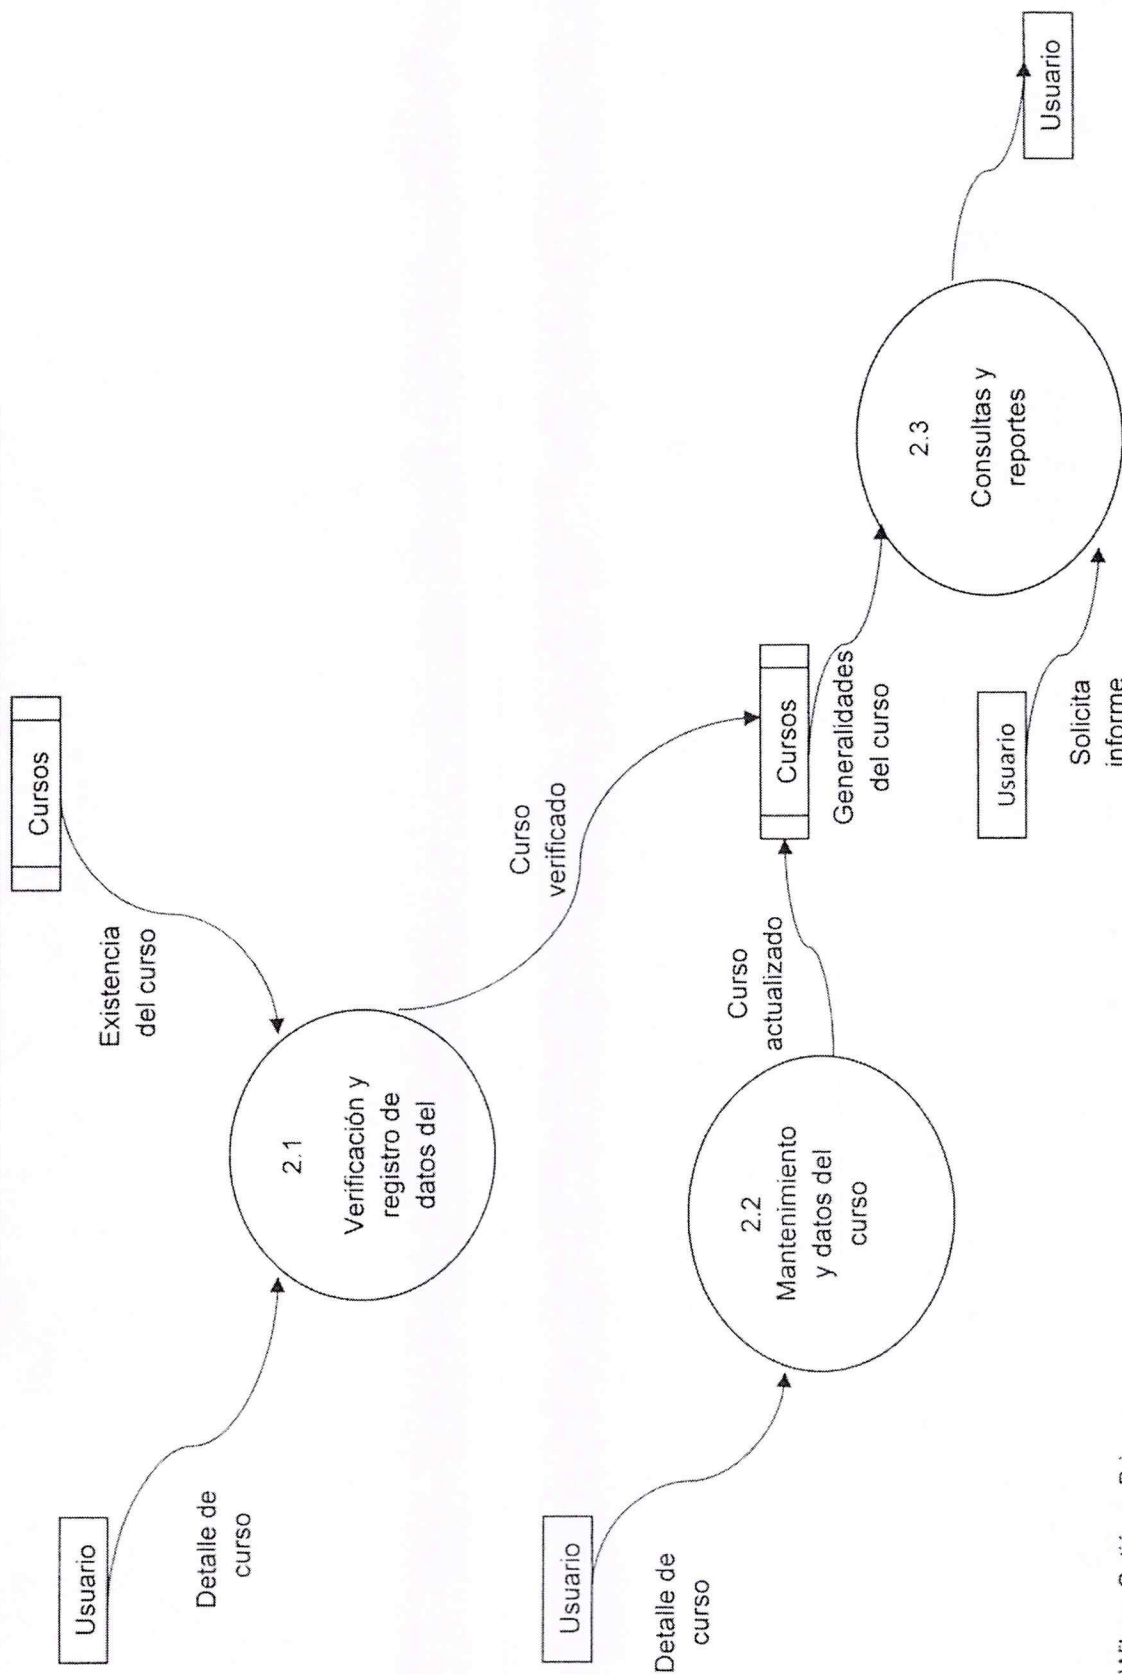 Cursos
Existencia
del curso
Usuario
Detalle de
curso
2.1
Verificación y
registro de
datos del
Curso
verificado
Usuario
Detalle de
curso
2.2
Mantenimiento
y datos del
curso
Curso
actualizado
Cursos
Generalidades
del curso
Usuario
Solicita
informe
2.3
Consultas y
reportes
Usuario